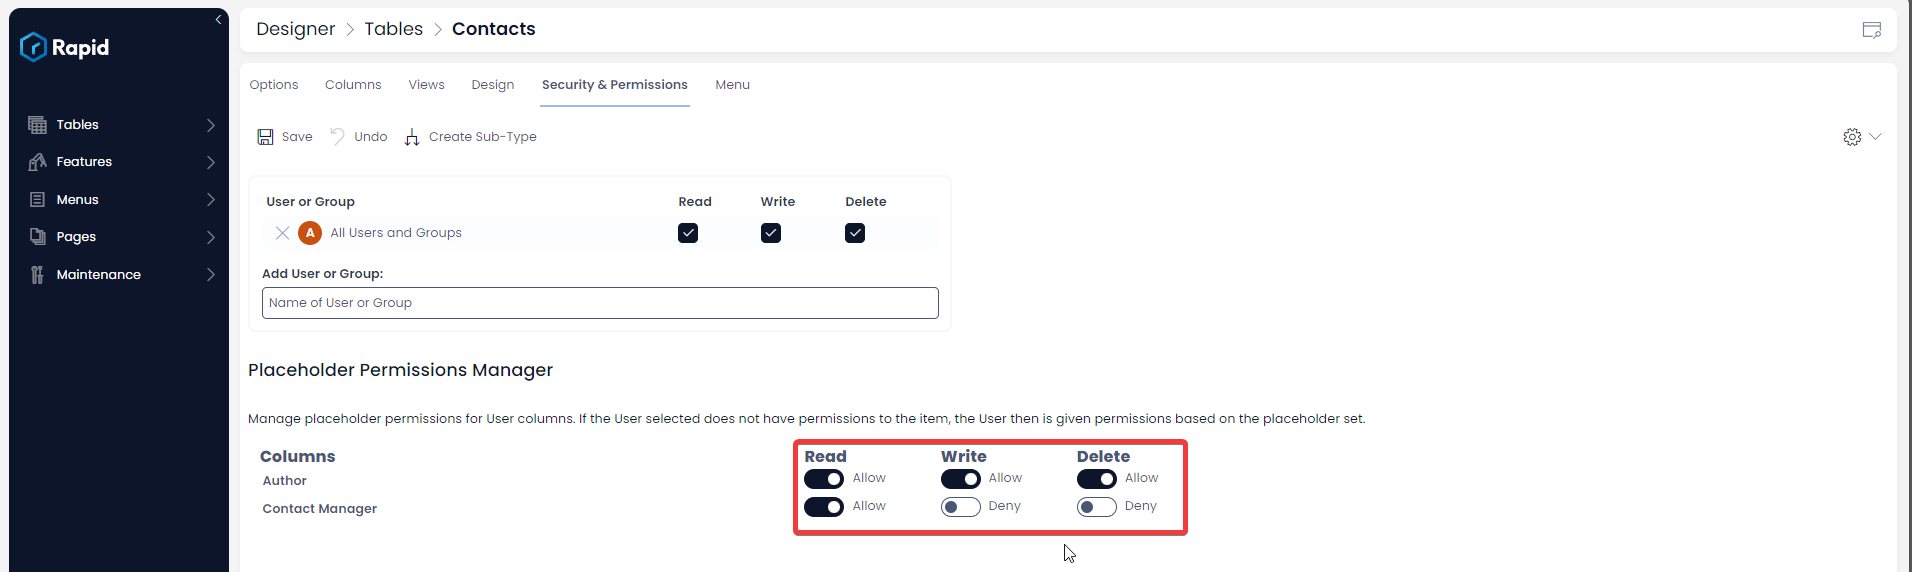 Rapid
Tables
Features
Menus
Pages
Maintenance
Designer > Tables > Contacts
Options Columns Views Design Security & Permissions Menu
Save Undo Create Sub-Type
User or Group Read Write Delete
A All Users and Groups
Add User or Group:
Name of User or Group
Placeholder Permissions Manager
Manage placeholder permissions for User columns. If the User selected does not have permissions to the item, the User then is given permissions based on the placeholder set.
Columns Read Write Delete
Author Allow Allow Allow
Contact Manager Allow Deny Deny